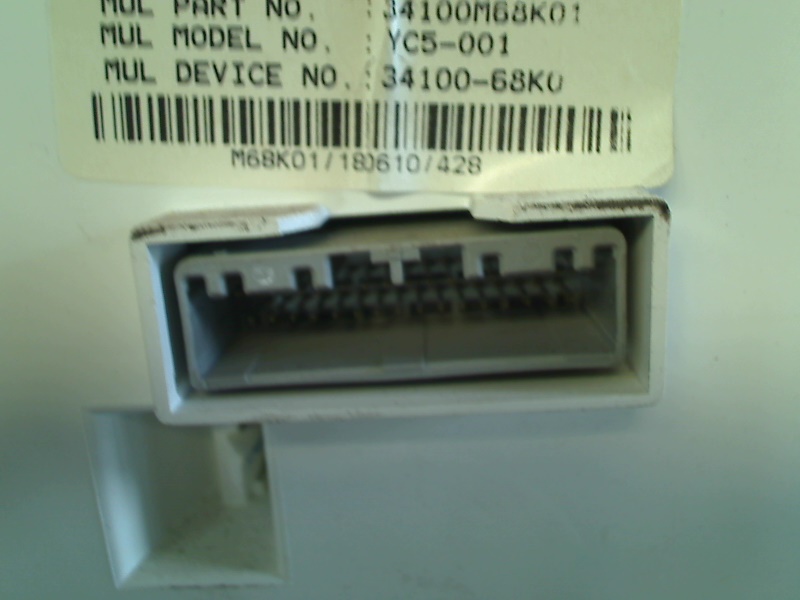 MUL PART NO. : 34100M68K01
MUL MODEL NO. : YC5-001
MUL DEVICE NO. : 34100-68K0
M68K01/180610/428